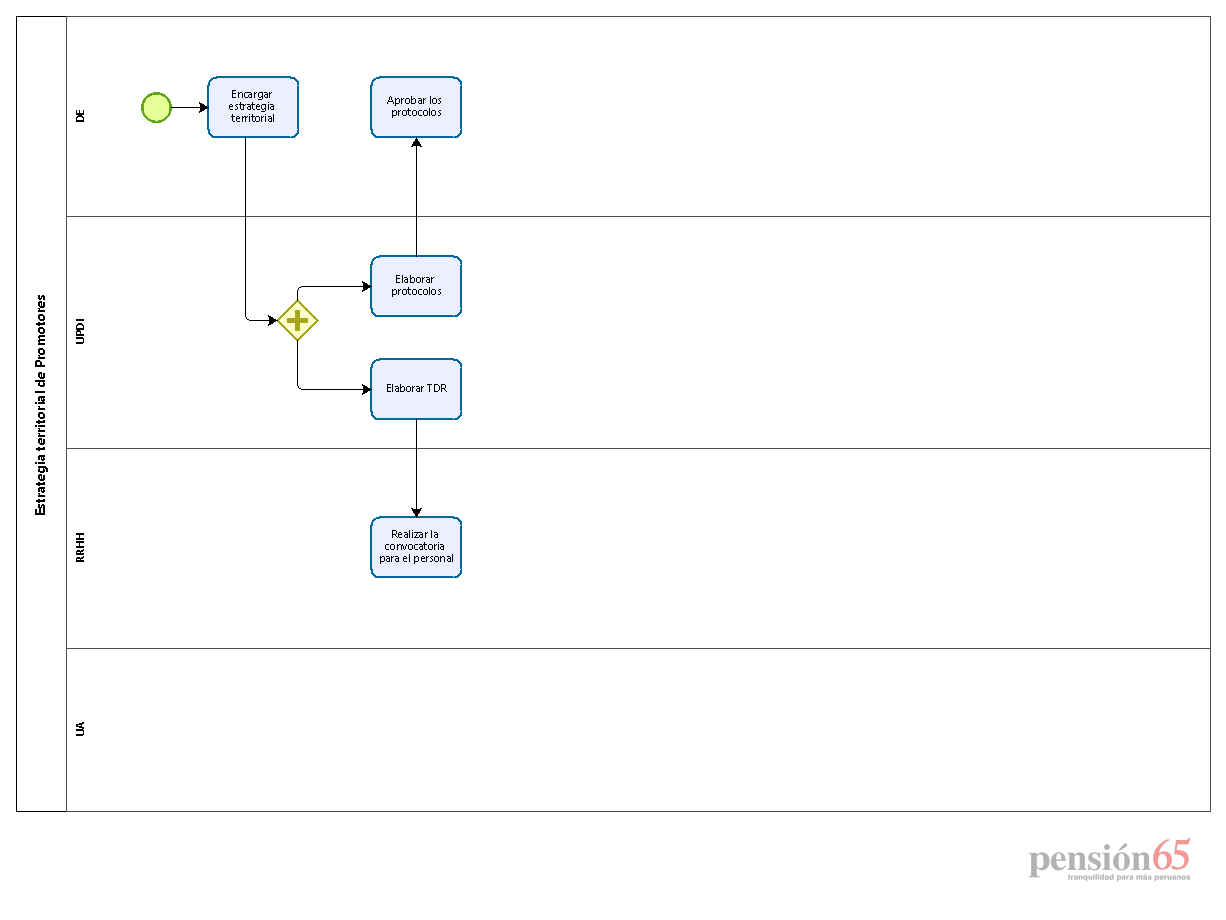 Estrategia territorial de Promotores
DE
Encargar
estrategia
territorial
Aprobar los
protocolos
UPDI
Elaborar
protocolos
Elaborar TDR
RRHH
Realizar la
convocatoria
para el personal
UA
pensión65
tranquilidad para más peruanos